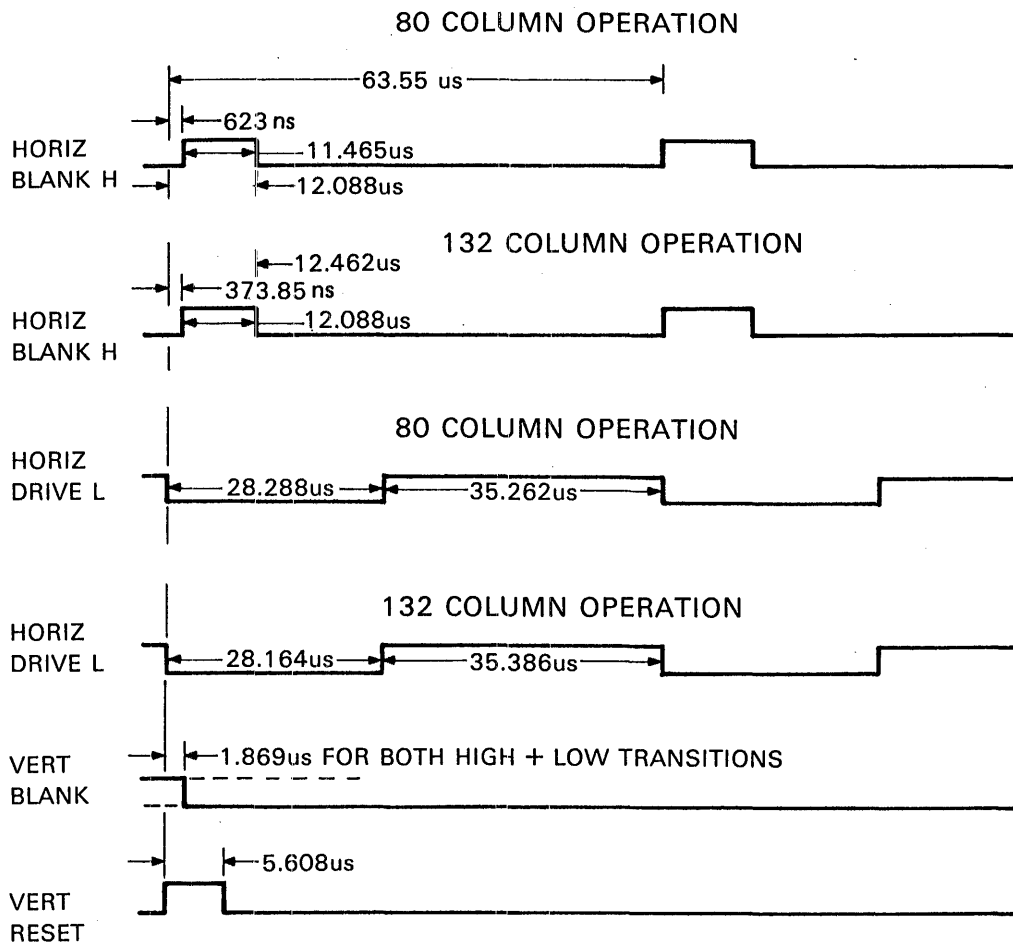 80 COLUMN OPERATION
63.55 us
623 ns
HORIZ
BLANK H
11.465us
12.088us
132 COLUMN OPERATION
12.462us
373.85 ns
HORIZ
BLANK H
12.088us
80 COLUMN OPERATION
HORIZ
DRIVE L
28.288us
35.262us
132 COLUMN OPERATION
HORIZ
DRIVE L
28.164us
35.386us
VERT
BLANK
1.869us FOR BOTH HIGH + LOW TRANSITIONS
5.608us
VERT
RESET